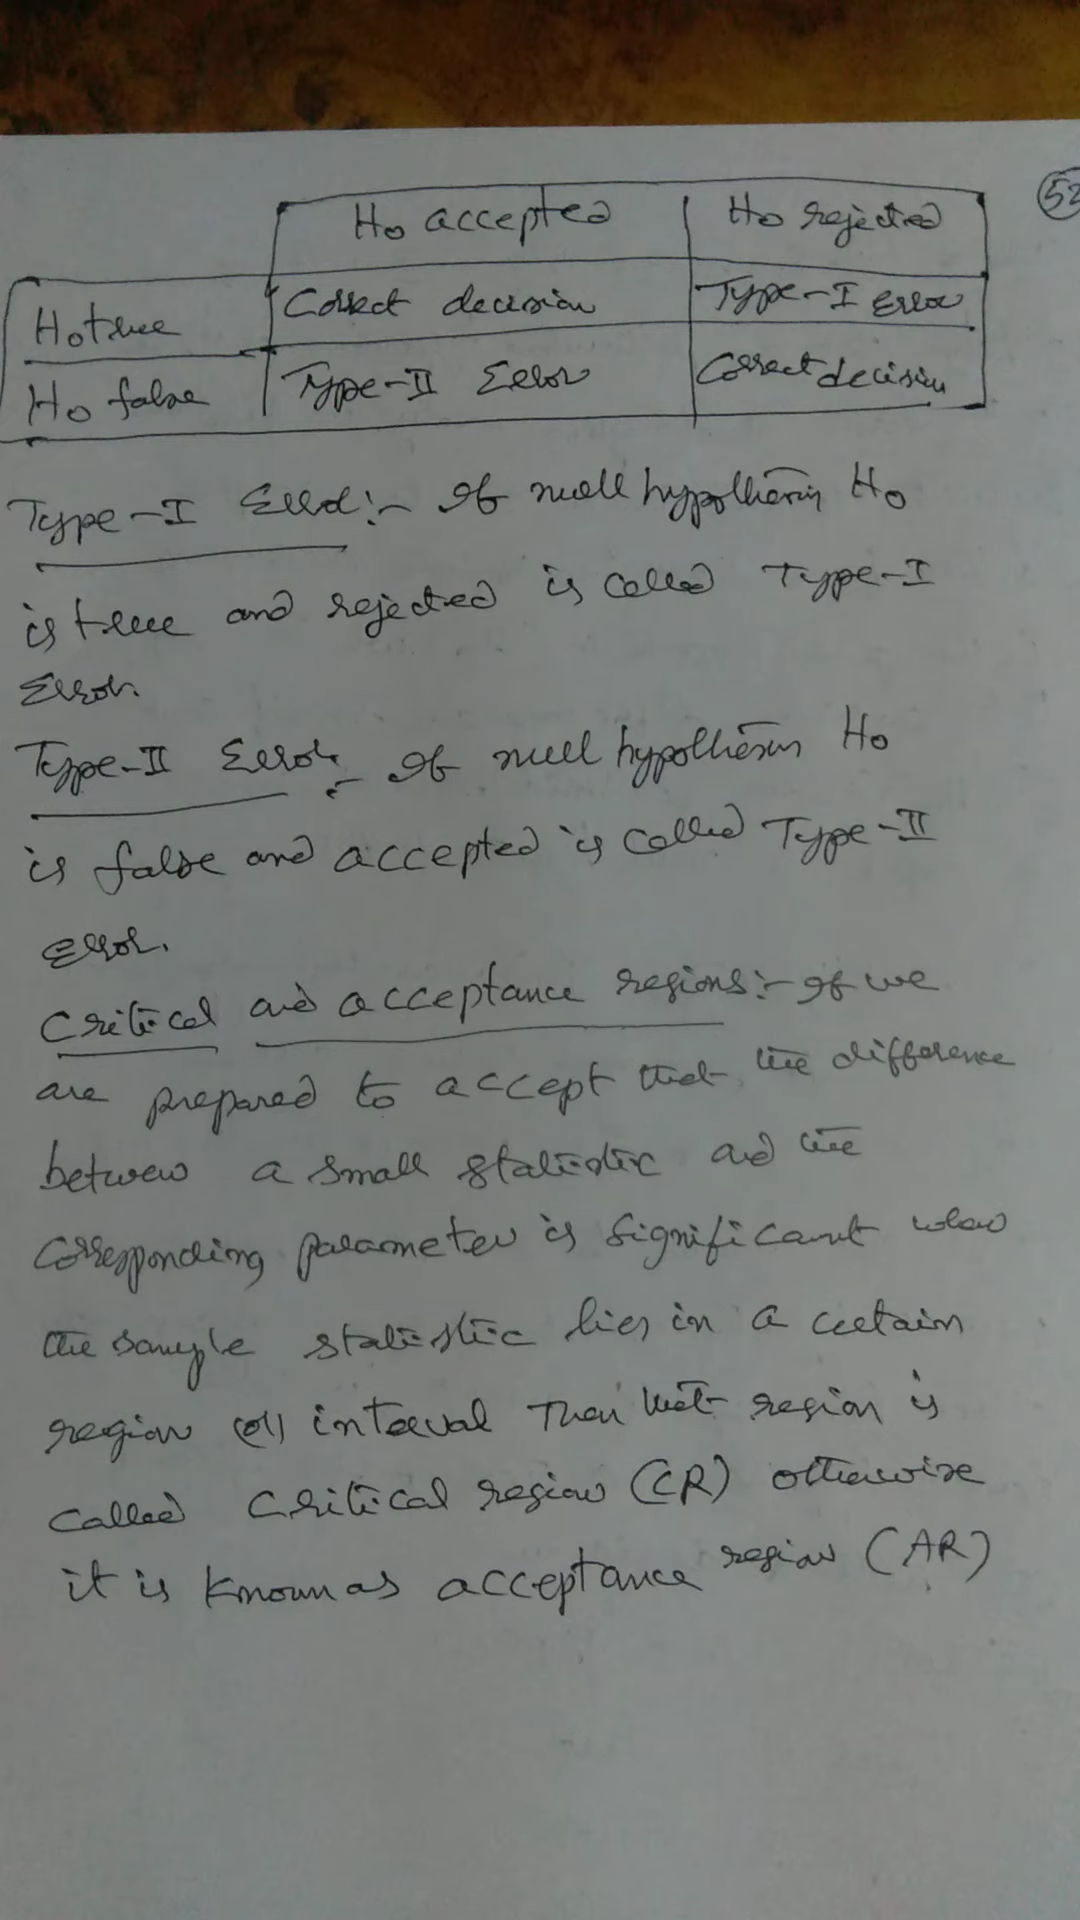 52
Ho accepted Ho rejected
Ho true Correct decision Type-I Error
Ho false Type-II Error Correct decision
Type-I Error:- If null hypothesis Ho
is true and rejected is called Type-I
Error.
Type-II Error:- If null hypothesis Ho
is false and accepted is called Type-II
error.
Critical and acceptance regions:- If we
are prepared to accept that the difference
between a small statistic and the
corresponding parameter is significant when
the sample statistic lies in a certain
region (or) interval Then that region is
called Critical region (CR) otherwise
it is known as acceptance region (AR)